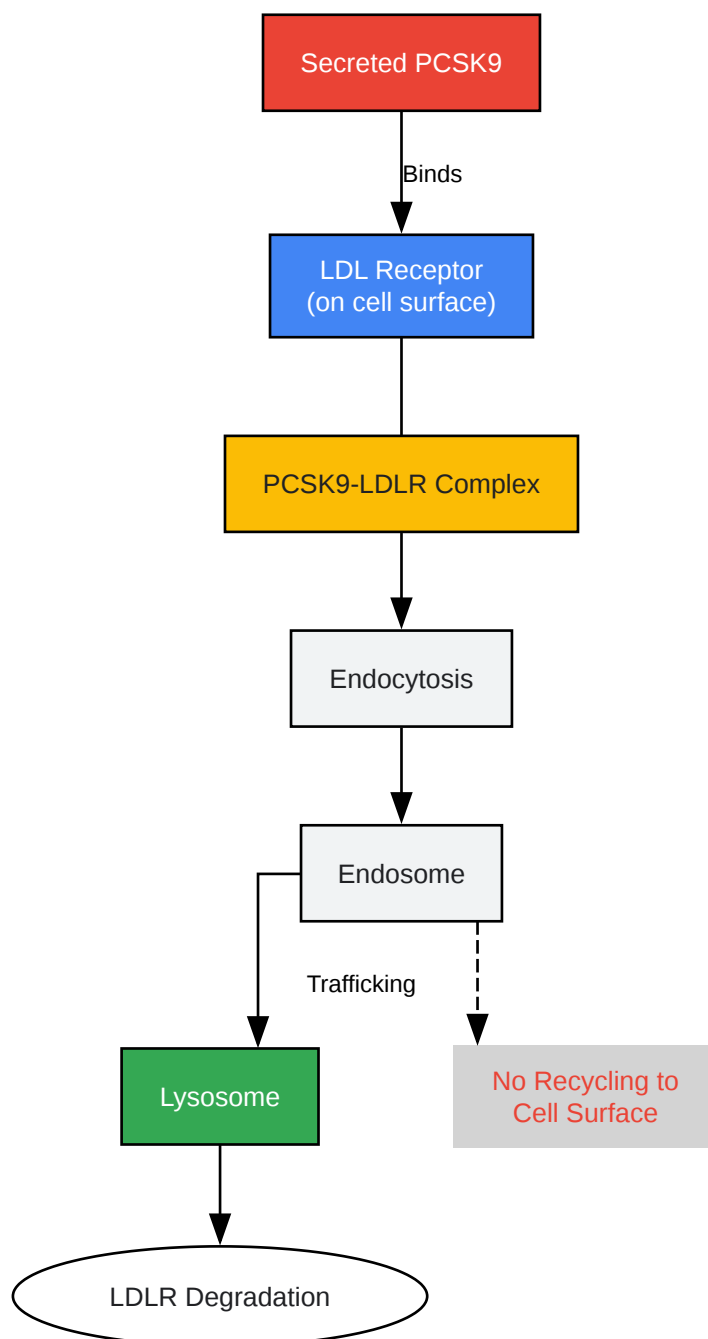 Secreted PCSK9
Binds
LDL Receptor
(on cell surface)
PCSK9-LDLR Complex
Endocytosis
Endosome
Trafficking
Lysosome
No Recycling to
Cell Surface
LDLR Degradation